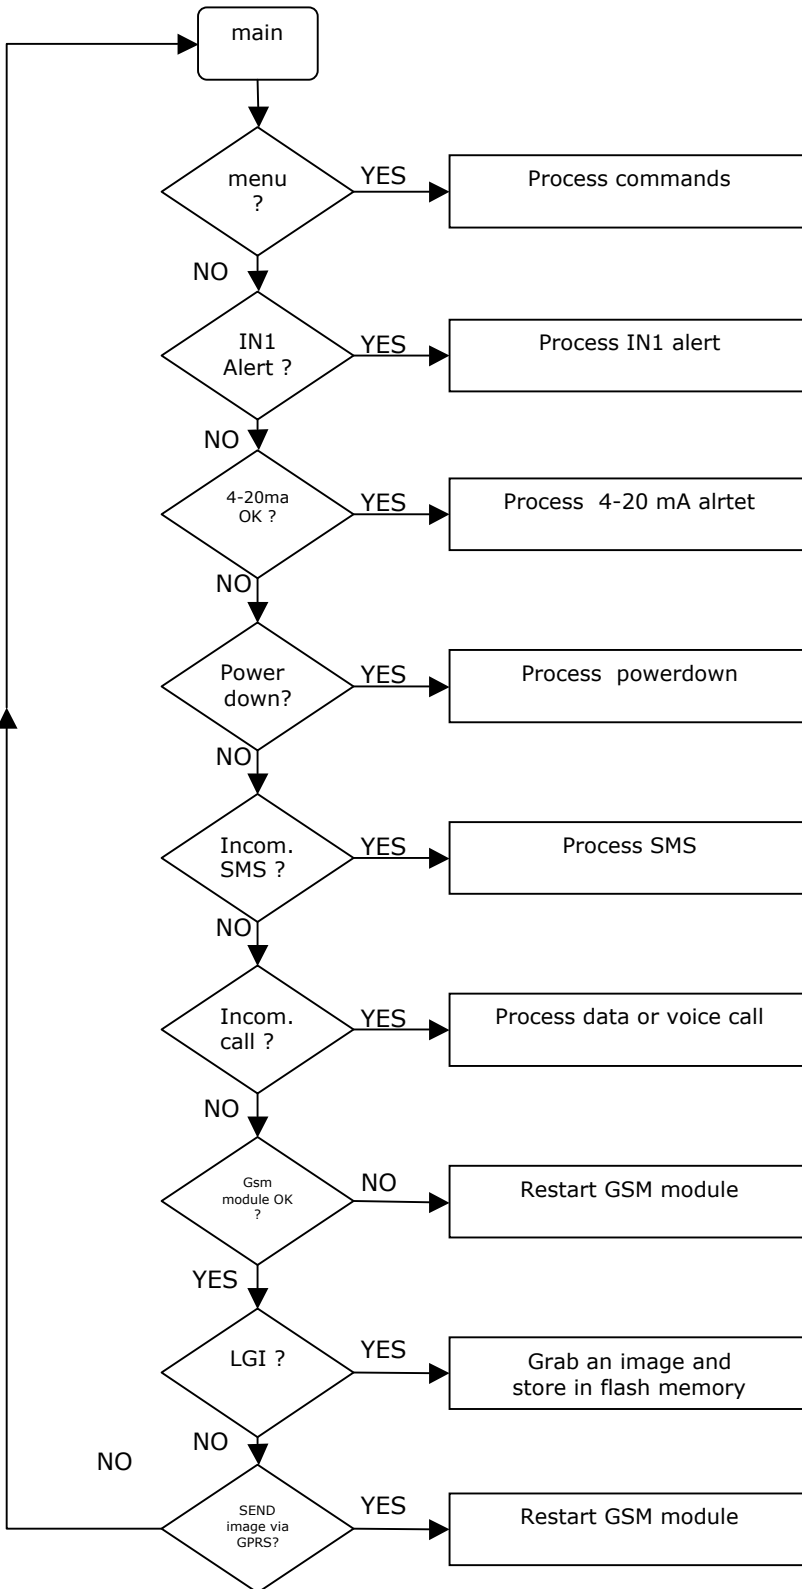 main
menu
?
YES
Process commands
NO
IN1
Alert ?
YES
Process IN1 alert
NO
4-20ma
OK ?
YES
Process 4-20 mA alrtet
NO
Power
down?
YES
Process powerdown
NO
Incom.
SMS ?
YES
Process SMS
NO
Incom.
call ?
YES
Process data or voice call
NO
Gsm
module OK
?
NO
Restart GSM module
YES
LGI ?
YES
Grab an image and
store in flash memory
NO
NO
SEND
image via
GPRS?
YES
Restart GSM module